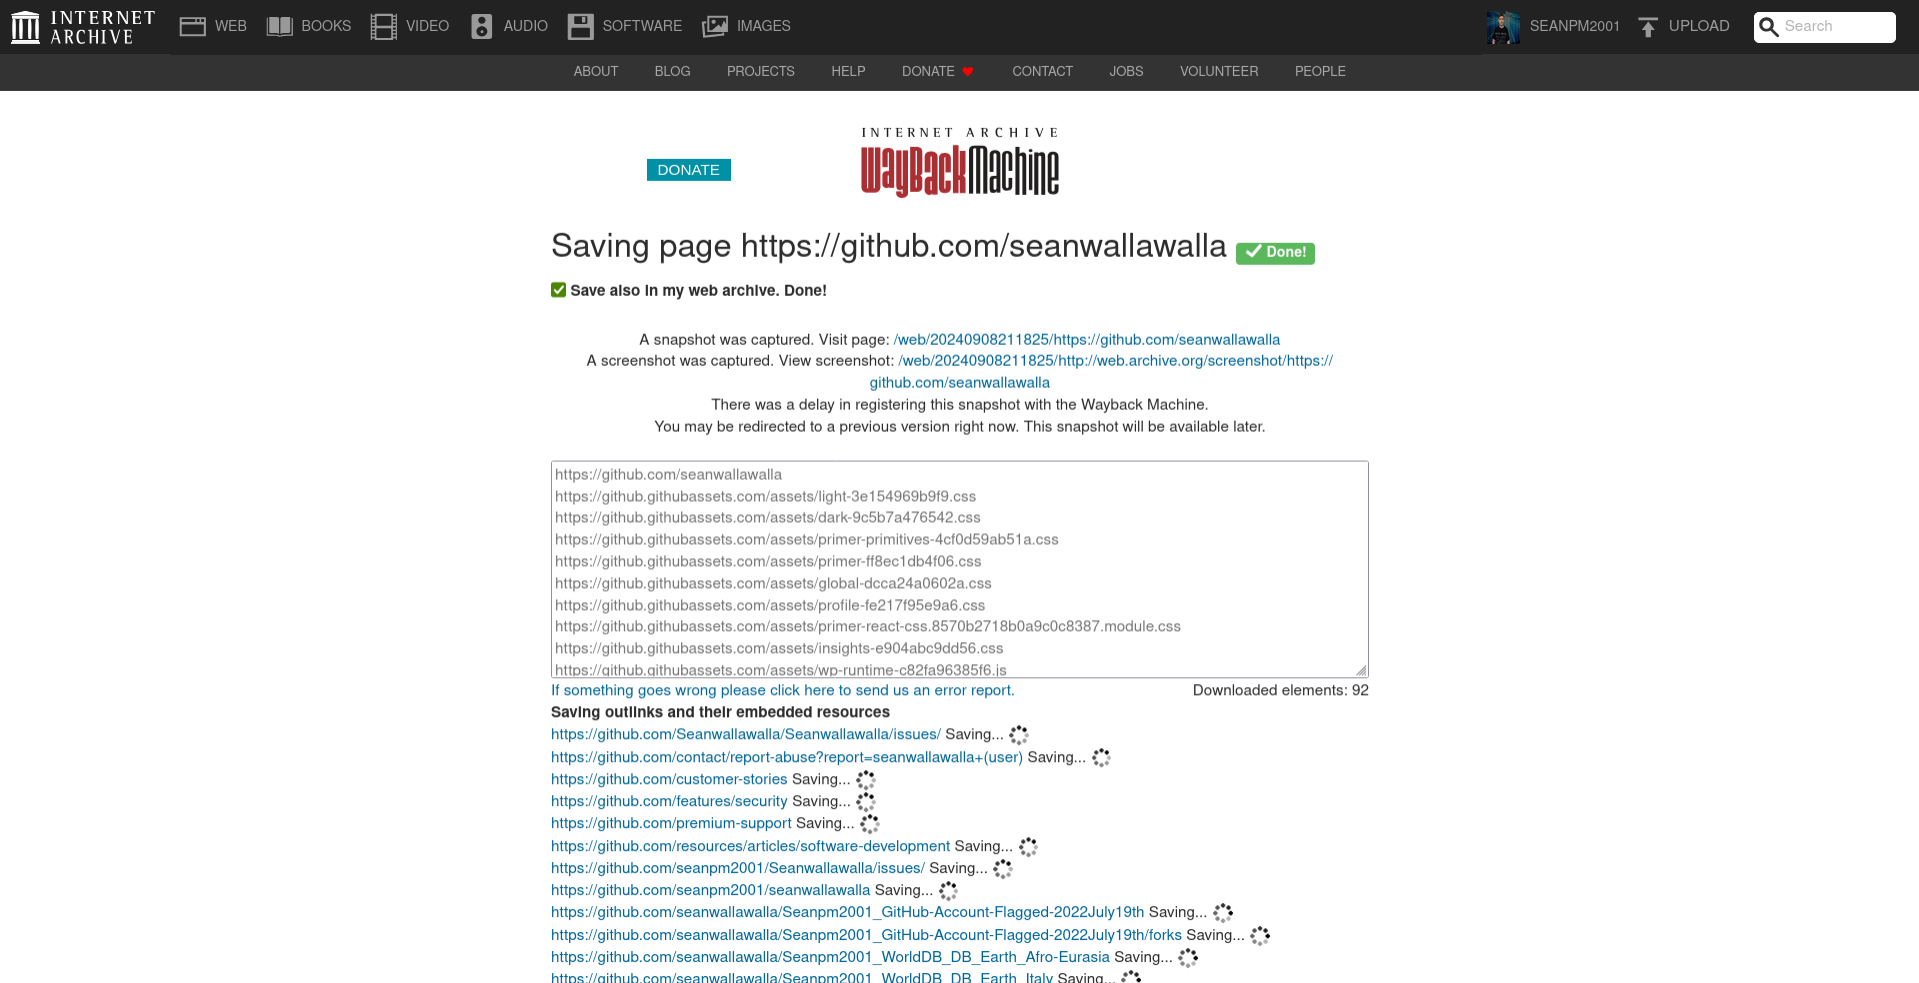 INTERNET ARCHIVE
WEB
BOOKS
VIDEO
AUDIO
SOFTWARE
IMAGES
SEANPM2001
UPLOAD
Search
ABOUT
BLOG
PROJECTS
HELP
DONATE
CONTACT
JOBS
VOLUNTEER
PEOPLE
DONATE
INTERNET ARCHIVE
WayBackMachine
Saving page https://github.com/seanwallawalla Done!
Save also in my web archive. Done!
A snapshot was captured. Visit page: /web/20240908211825/https://github.com/seanwallawalla
A screenshot was captured. View screenshot: /web/20240908211825/http://web.archive.org/screenshot/https://
github.com/seanwallawalla
There was a delay in registering this snapshot with the Wayback Machine.
You may be redirected to a previous version right now. This snapshot will be available later.
https://github.com/seanwallawalla
https://github.githubassets.com/assets/light-3e154969b9f9.css
https://github.githubassets.com/assets/dark-9c5b7a476542.css
https://github.githubassets.com/assets/primer-primitives-4cf0d59ab51a.css
https://github.githubassets.com/assets/primer-ff8ec1db4f06.css
https://github.githubassets.com/assets/global-dcca24a0602a.css
https://github.githubassets.com/assets/profile-fe217f95e9a6.css
https://github.githubassets.com/assets/primer-react-css.8570b2718b0a9c0c8387.module.css
https://github.githubassets.com/assets/insights-e904abc9dd56.css
https://github.githubassets.com/assets/wp-runtime-c82fa96385f6.js
If something goes wrong please click here to send us an error report.
Downloaded elements: 92
Saving outlinks and their embedded resources
https://github.com/Seanwallawalla/Seanwallawalla/issues/ Saving...
https://github.com/contact/report-abuse?report=seanwallawalla+(user) Saving...
https://github.com/customer-stories Saving...
https://github.com/features/security Saving...
https://github.com/premium-support Saving...
https://github.com/resources/articles/software-development Saving...
https://github.com/seanpm2001/Seanwallawalla/issues/ Saving...
https://github.com/seanpm2001/seanwallawalla Saving...
https://github.com/seanwallawalla/Seanpm2001_GitHub-Account-Flagged-2022July19th Saving...
https://github.com/seanwallawalla/Seanpm2001_GitHub-Account-Flagged-2022July19th/forks Saving...
https://github.com/seanwallawalla/Seanpm2001_WorldDB_DB_Earth_Afro-Eurasia Saving...
https://github.com/seanwallawalla/Seanpm2001_WorldDB_DB_Earth_Italy Saving...